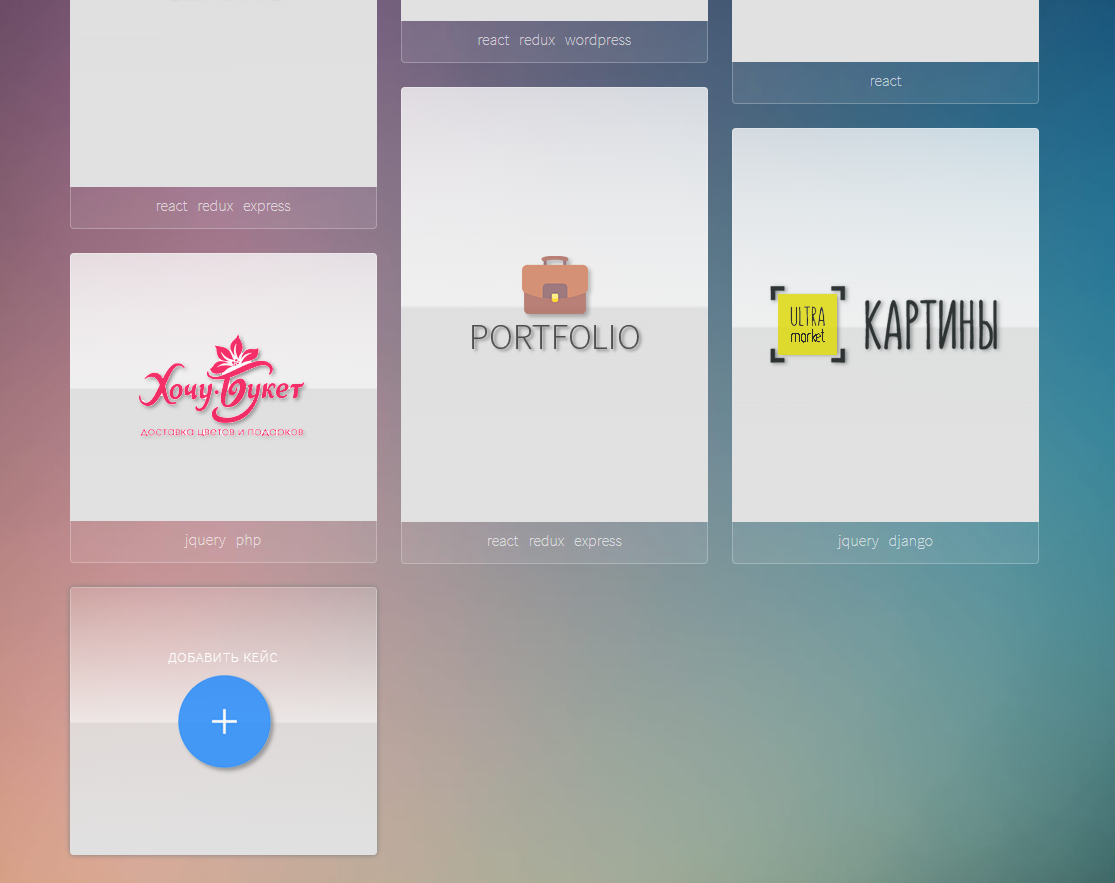 react redux wordpress
react
react redux express
Хочу·Букет
доставка цветов и подарков
jquery php
PORTFOLIO
react redux express
ULTRA
market
КАРТИНЫ
jquery django
ДОБАВИТЬ КЕЙС